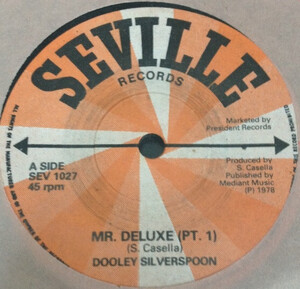 SEVILLE
RECORDS
Marketed by
President Records
A SIDE
SEV 1027
45 rpm
Produced by
S. Casella
Published by
Mediant Music
℗ 1976
MR. DELUXE (PT. 1)
(S. Casella)
DOOLEY SILVERSPOON